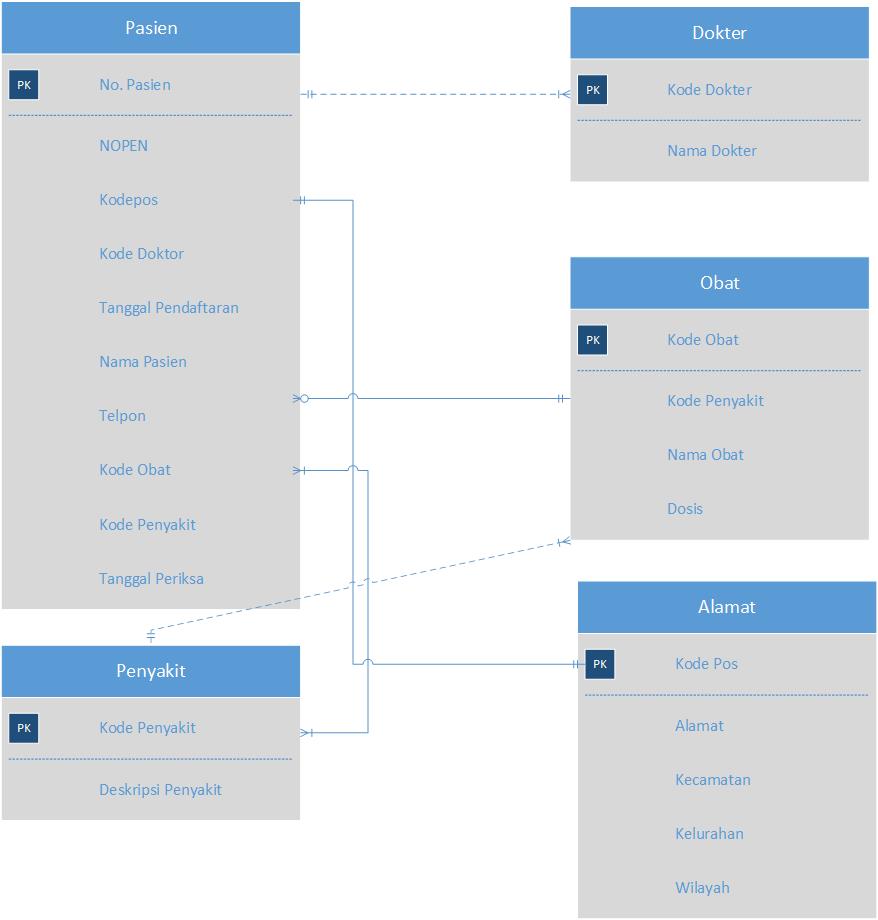 Pasien
PK No. Pasien
NOPEN
Kodepos
Kode Doktor
Tanggal Pendaftaran
Nama Pasien
Telpon
Kode Obat
Kode Penyakit
Tanggal Periksa
Dokter
PK Kode Dokter
Nama Dokter
Obat
PK Kode Obat
Kode Penyakit
Nama Obat
Dosis
Penyakit
PK Kode Penyakit
Deskripsi Penyakit
Alamat
PK Kode Pos
Alamat
Kecamatan
Kelurahan
Wilayah